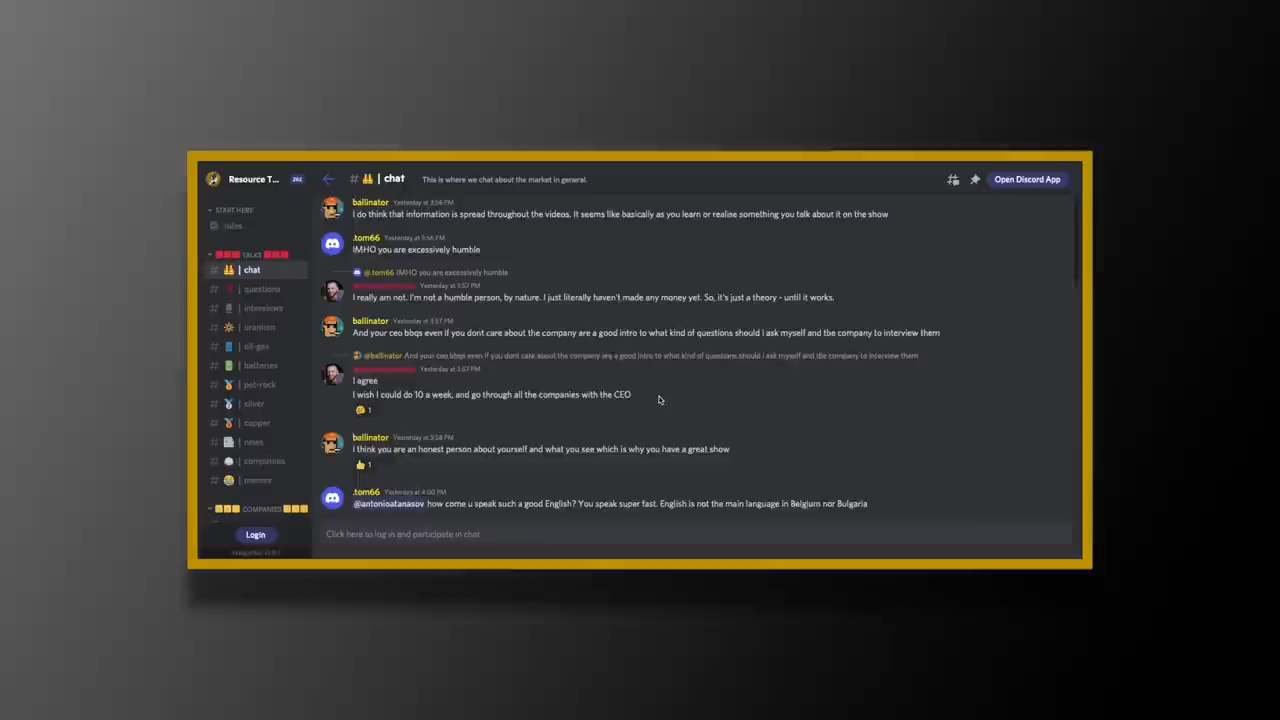 Resource T... 262
# | chat This is where we chat about the market in general.
Open Discord App
START HERE
rules
TALKS
# | chat
# | questions
# | interviews
# | uranium
# | oil-gas
# | batteries
# | pet-rock
# | silver
# | copper
# | news
# | companies
# | memes
COMPANIES
Login
ballinator Yesterday at 3:56 PM
I do think that information is spread throughout the videos. It seems like basically as you learn or realise something you talk about it on the show
.tom66 Yesterday at 3:56 PM
IMHO you are excessively humble
@.tom66 IMHO you are excessively humble
Yesterday at 3:57 PM
I really am not. I'm not a humble person, by nature. I just literally haven't made any money yet. So, it's just a theory - until it works.
ballinator Yesterday at 3:57 PM
And your ceo bbqs even if you dont care about the company are a good intro to what kind of questions should i ask myself and the company to interview them
@ballinator And your ceo bbqs even if you dont care about the company are a good intro to what kind of questions should i ask myself and the company to interview them
Yesterday at 3:57 PM
I agree
I wish I could do 10 a week, and go through all the companies with the CEO
1
ballinator Yesterday at 3:58 PM
I think you are an honest person about yourself and what you see which is why you have a great show
1
.tom66 Yesterday at 4:00 PM
@antonioatanasov how come u speak such a good English? You speak super fast. English is not the main language in Belgium nor Bulgaria
Click here to log in and participate in chat